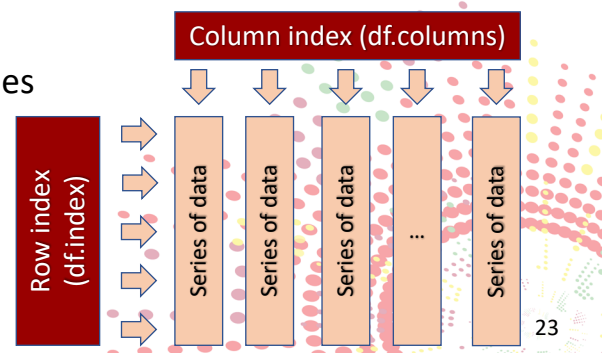 Column index (df.columns)
es
Row index
(df.index)
Series of data
Series of data
Series of data
...
Series of data
23